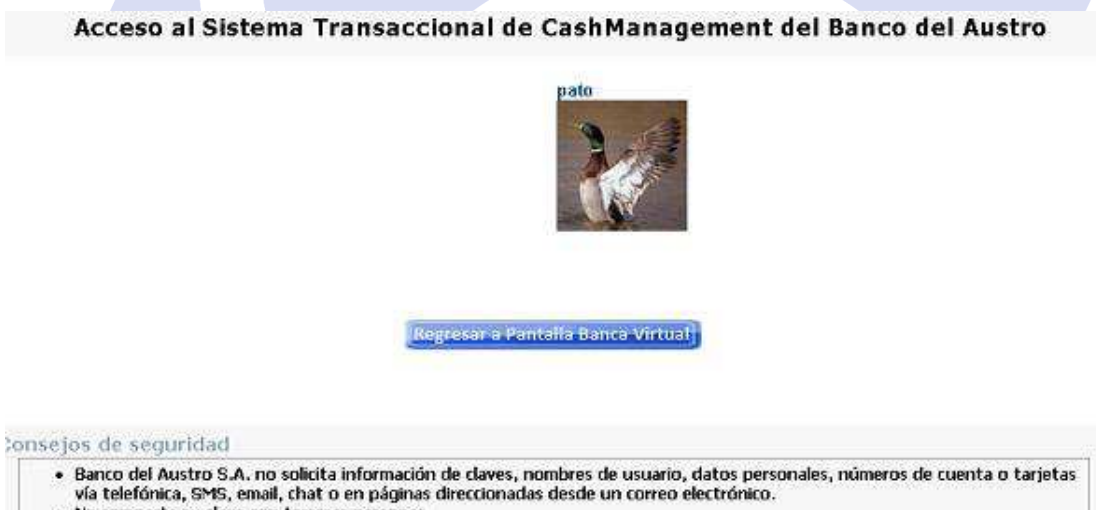 Acceso al Sistema Transaccional de CashManagement del Banco del Austro
pato
Regresar a Pantalla Banca Virtual
Consejos de seguridad
• Banco del Austro S.A. no solicita información de claves, nombres de usuario, datos personales, números de cuenta o tarjetas
vía telefónica, SMS, email, chat o en páginas direccionadas desde un correo electrónico.